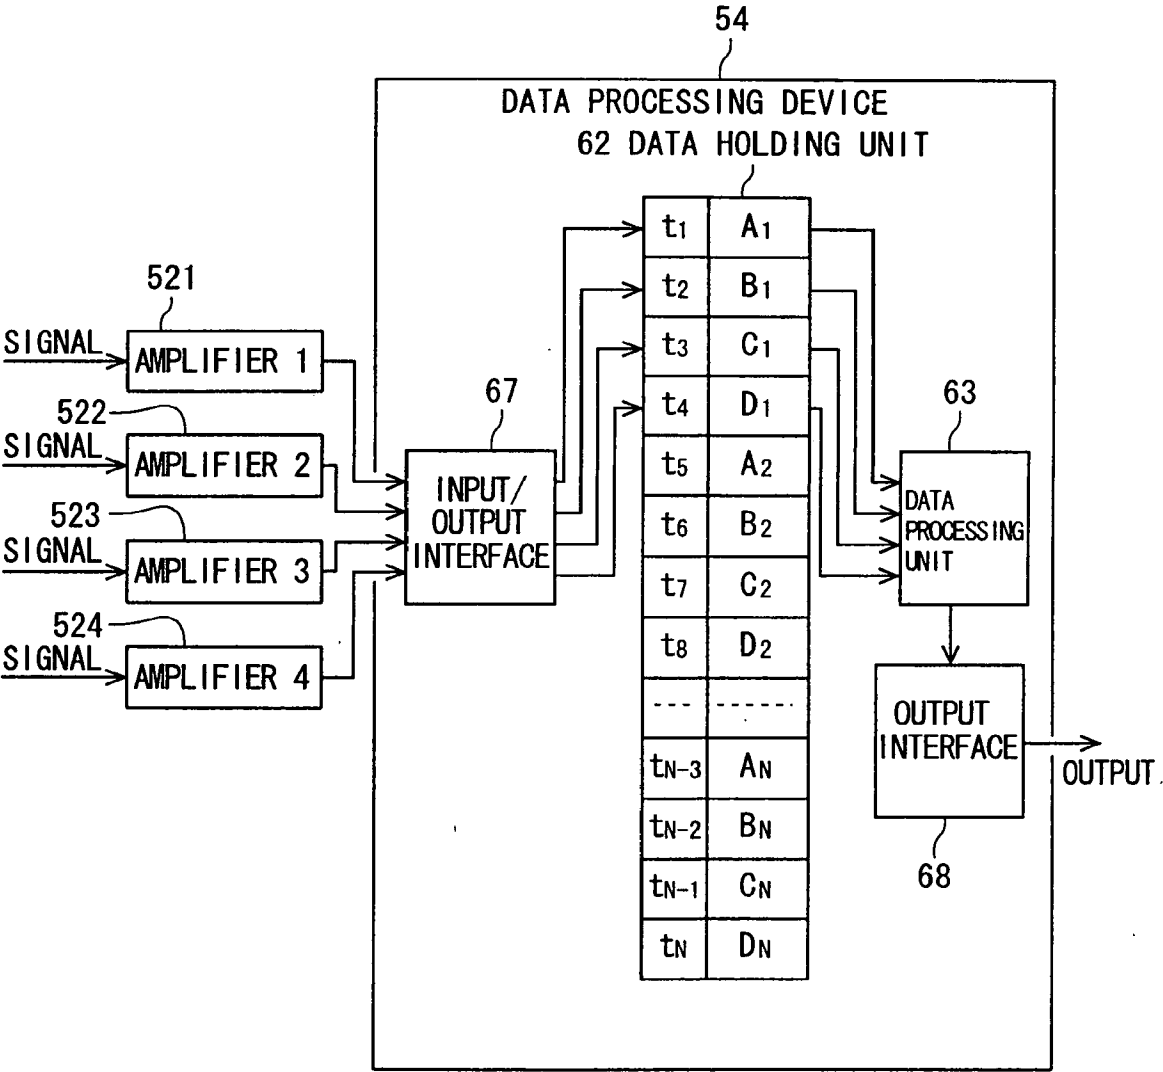 54
DATA PROCESSING DEVICE
62 DATA HOLDING UNIT
t1 A1
t2 B1
t3 C1
t4 D1
t5 A2
t6 B2
t7 C2
t8 D2
--- ------
tN-3 AN
tN-2 BN
tN-1 CN
tN DN
521
SIGNAL
AMPLIFIER 1
522
SIGNAL
AMPLIFIER 2
523
SIGNAL
AMPLIFIER 3
524
SIGNAL
AMPLIFIER 4
67
INPUT/
OUTPUT
INTERFACE
63
DATA
PROCESSING
UNIT
OUTPUT
INTERFACE
68
OUTPUT